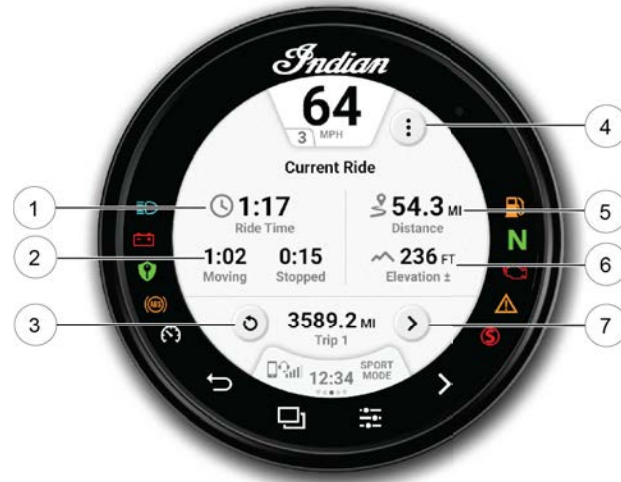 Indian
64
3 MPH
4
Current Ride
1
1:17
Ride Time
54.3 MI
Distance
5
2
1:02
Moving
0:15
Stopped
236 FT
Elevation ±
6
N
ABS
S
3
3589.2 MI
Trip 1
7
12:34
SPORT
MODE